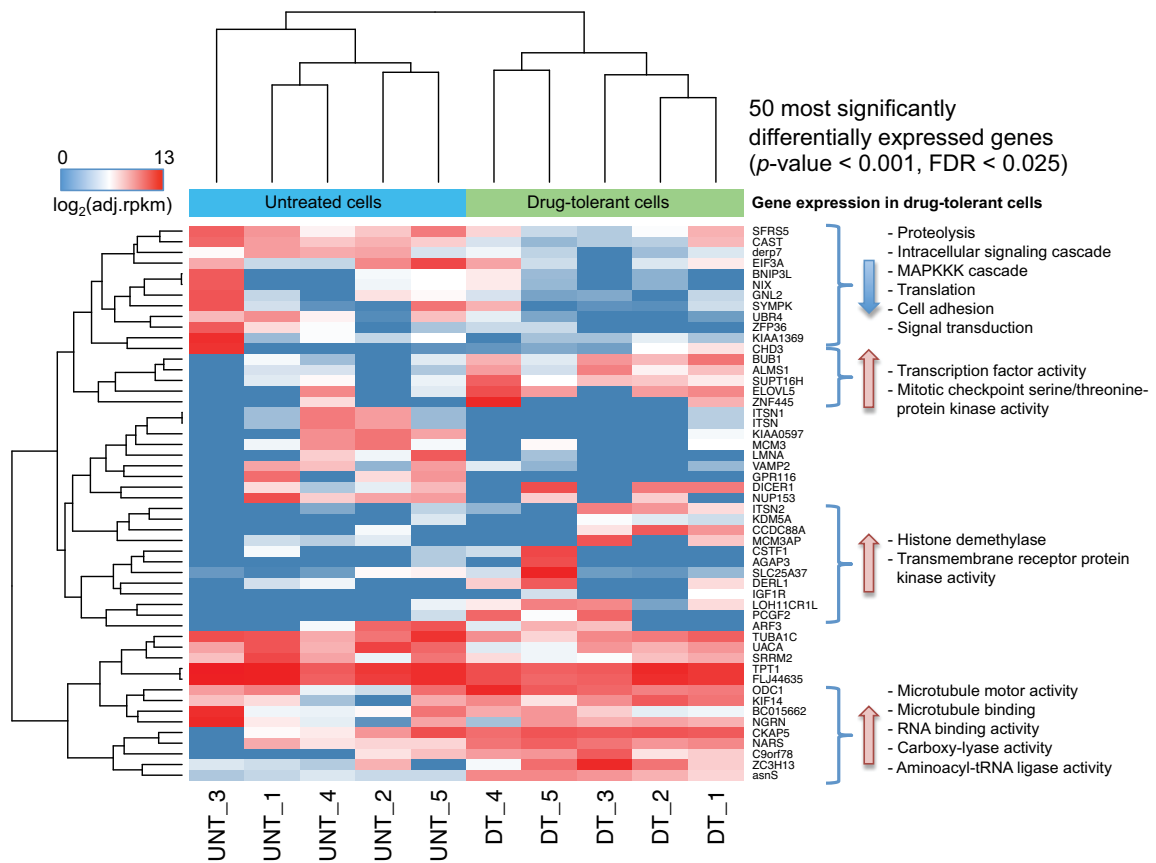 50 most significantly
differentially expressed genes
(p-value < 0.001, FDR < 0.025)
0 13
log2(adj.rpkm)
Untreated cells
Drug-tolerant cells
Gene expression in drug-tolerant cells
SFRS5
CAST
derp7
EIF3A
BNIP3L
NIX
GNL2
SYMPK
UBR4
ZFP36
KIAA1369
CHD3
BUB1
ALMS1
SUPT16H
ELOVL5
ZNF445
ITSN1
ITSN
KIAA0597
MCM3
LMNA
VAMP2
GPR116
DICER1
NUP153
ITSN2
KDM5A
CCDC88A
MCM3AP
CSTF1
AGAP3
SLC25A37
DERL1
IGF1R
LOH11CR1L
PCGF2
ARF3
TUBA1C
UACA
SRRM2
TPT1
FLJ44635
ODC1
KIF14
BC015662
NGRN
CKAP5
NARS
C9orf78
ZC3H13
asnS
- Proteolysis
- Intracellular signaling cascade
- MAPKKK cascade
- Translation
- Cell adhesion
- Signal transduction
- Transcription factor activity
- Mitotic checkpoint serine/threonine-
protein kinase activity
- Histone demethylase
- Transmembrane receptor protein
kinase activity
- Microtubule motor activity
- Microtubule binding
- RNA binding activity
- Carboxy-lyase activity
- Aminoacyl-tRNA ligase activity
UNT_3
UNT_1
UNT_4
UNT_2
UNT_5
DT_4
DT_5
DT_3
DT_2
DT_1